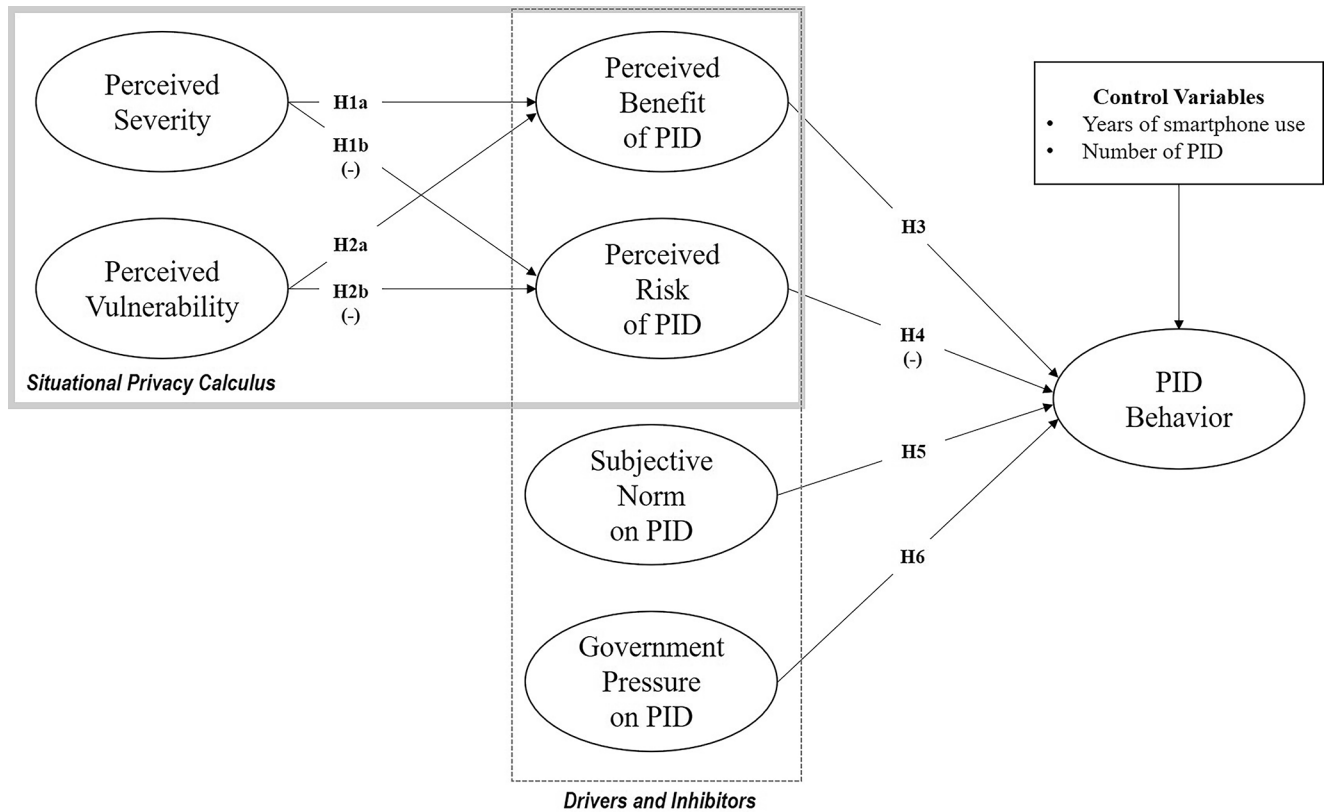 Perceived
Severity
Perceived
Vulnerability
Situational Privacy Calculus
H1a
H1b
(-)
H2a
H2b
(-)
Perceived
Benefit
of PID
Perceived
Risk
of PID
Subjective
Norm
on PID
Government
Pressure
on PID
Drivers and Inhibitors
H3
H4
(-)
H5
H6
Control Variables
• Years of smartphone use
• Number of PID
PID
Behavior